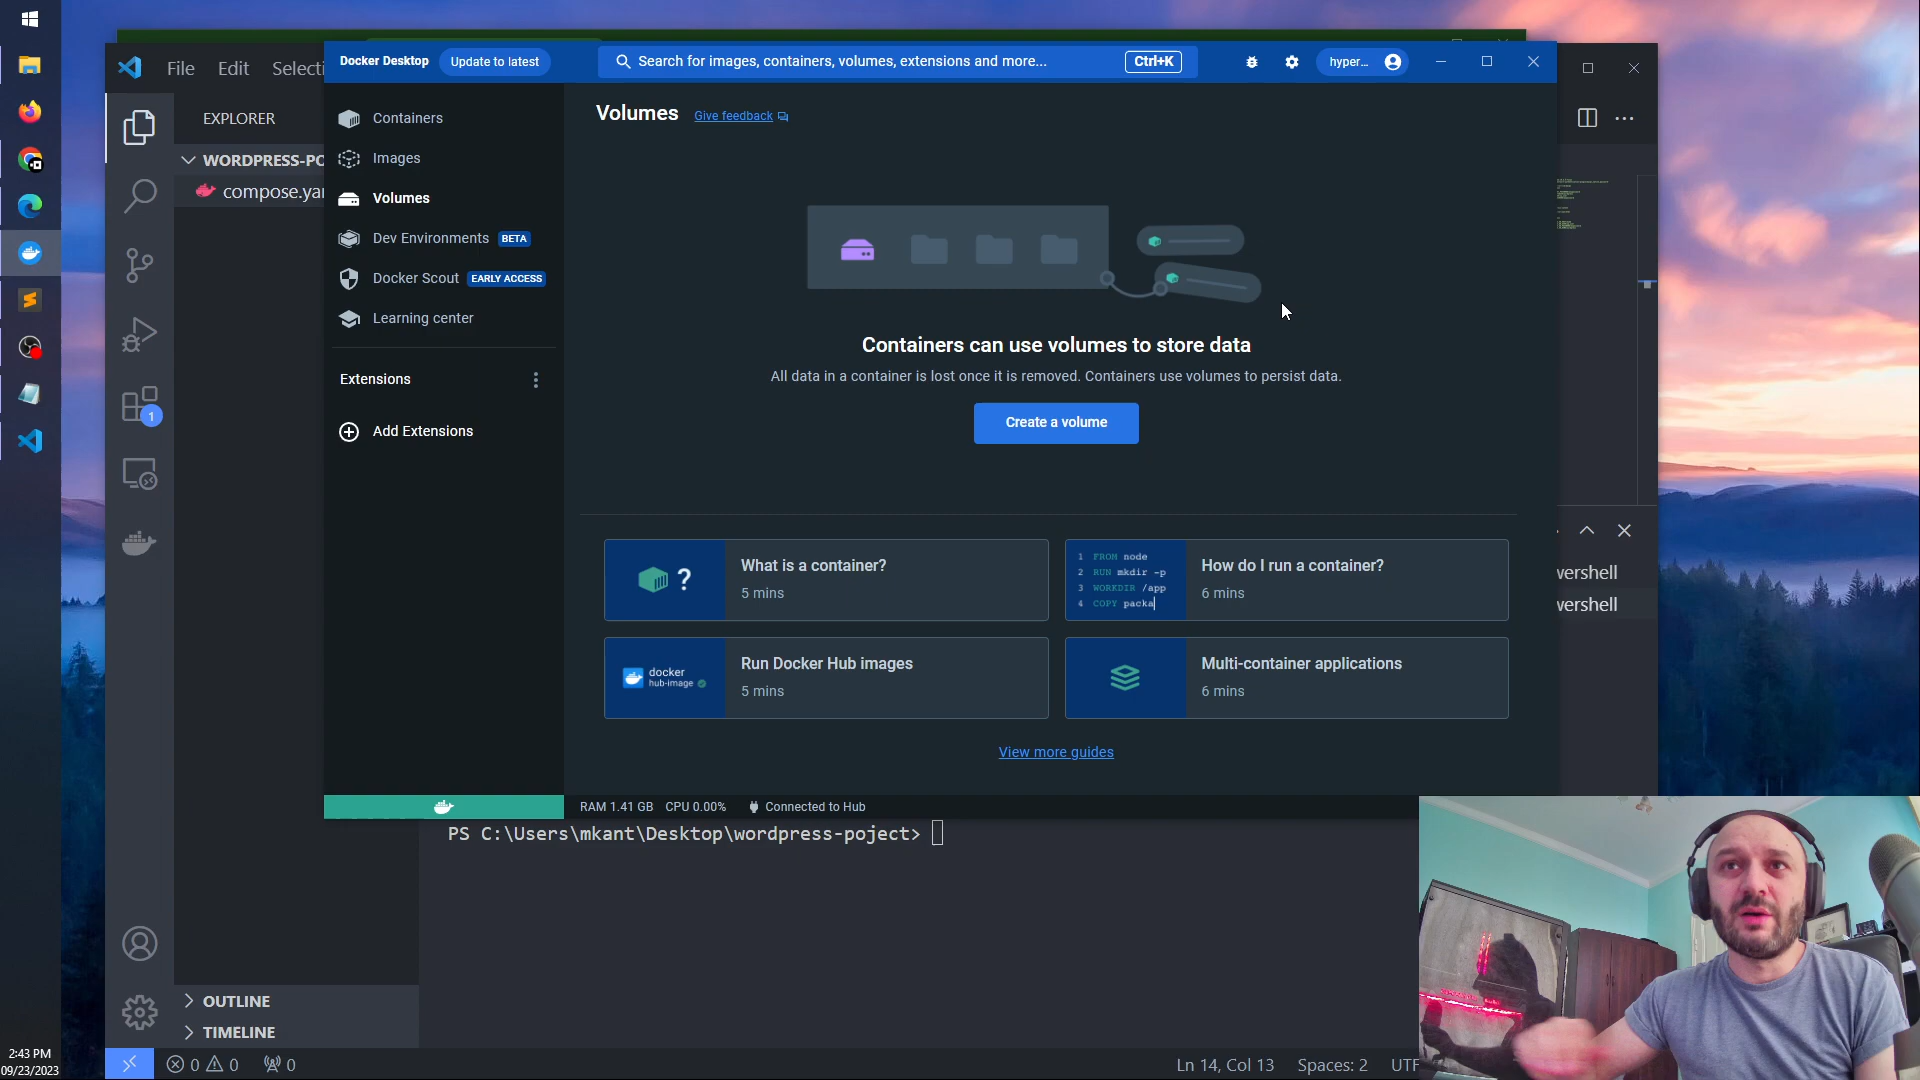 Docker Desktop
Update to latest
Search for images, containers, volumes, extensions and more...
Ctrl+K
hyper...
File Edit Selecti
EXPLORER
WORDPRESS-PO
compose.ya
1
Containers
Images
Volumes
Dev Environments BETA
Docker Scout EARLY ACCESS
Learning center
Extensions
Add Extensions
Volumes Give feedback
Containers can use volumes to store data
All data in a container is lost once it is removed. Containers use volumes to persist data.
Create a volume
What is a container?
5 mins
1 FROM node
2 RUN mkdir -p
3 WORKDIR /app
4 COPY packa
How do I run a container?
6 mins
docker
hub-image
Run Docker Hub images
5 mins
Multi-container applications
6 mins
View more guides
RAM 1.41 GB CPU 0.00% Connected to Hub
wershell
wershell
PS C:\Users\mkant\Desktop\wordpress-poject>
OUTLINE
TIMELINE
0 0 0
Ln 14, Col 13 Spaces: 2 UTF
2:43 PM
09/23/2023